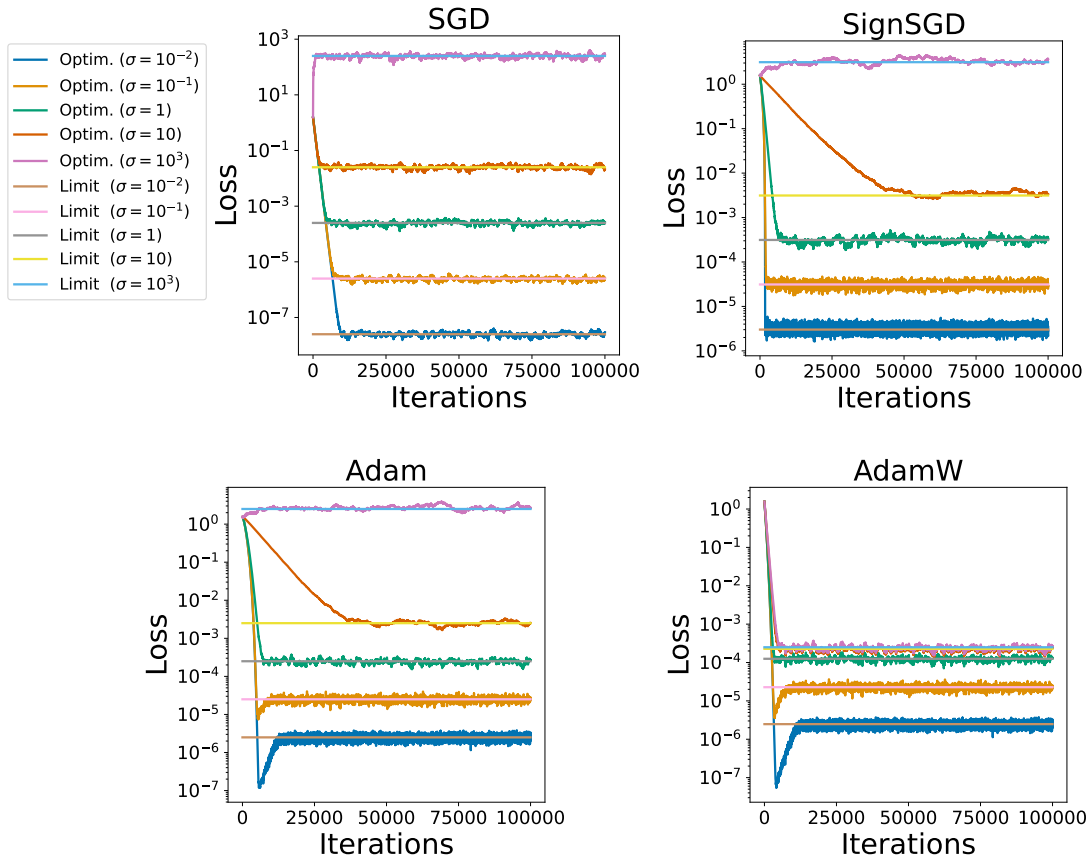 Optim. (σ = 10⁻²)
Optim. (σ = 10⁻¹)
Optim. (σ = 1)
Optim. (σ = 10)
Optim. (σ = 10³)
Limit (σ = 10⁻²)
Limit (σ = 10⁻¹)
Limit (σ = 1)
Limit (σ = 10)
Limit (σ = 10³)
SGD
10³
10¹
10⁻¹
10⁻³
10⁻⁵
10⁻⁷
Loss
0 25000 50000 75000 100000
Iterations
SignSGD
10⁰
10⁻¹
10⁻²
10⁻³
10⁻⁴
10⁻⁵
10⁻⁶
Loss
0 25000 50000 75000 100000
Iterations
Adam
10⁰
10⁻¹
10⁻²
10⁻³
10⁻⁴
10⁻⁵
10⁻⁶
10⁻⁷
Loss
0 25000 50000 75000 100000
Iterations
AdamW
10⁰
10⁻¹
10⁻²
10⁻³
10⁻⁴
10⁻⁵
10⁻⁶
10⁻⁷
Loss
0 25000 50000 75000 100000
Iterations